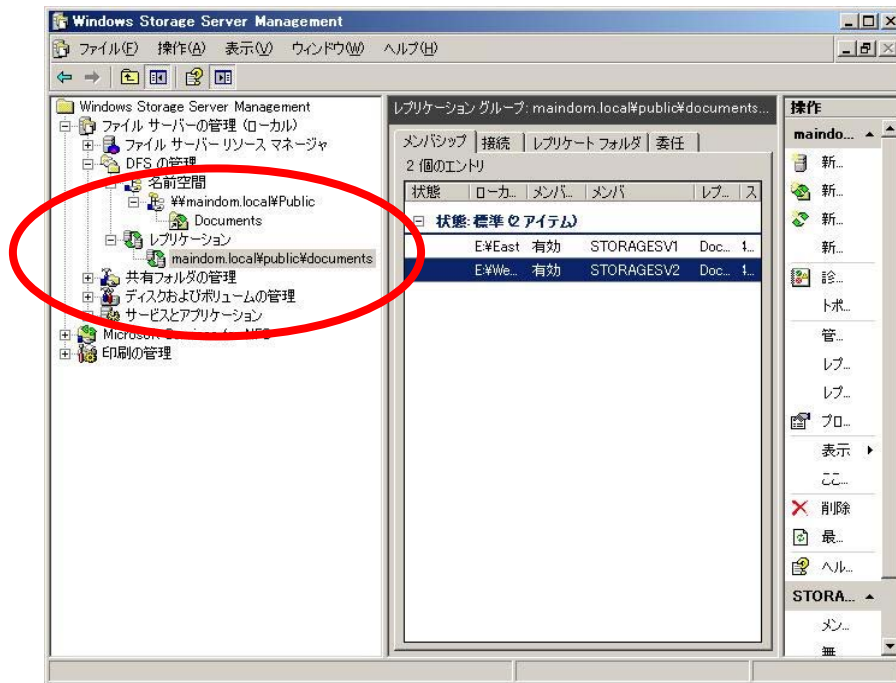 Windows Storage Server Management
ファイル(F) 操作(A) 表示(V) ウィンドウ(W) ヘルプ(H)
Windows Storage Server Management
ファイル サーバーの管理 (ローカル)
ファイル サーバー リソース マネージャ
DFS の管理
名前空間
¥¥maindom.local¥Public
Documents
レプリケーション
maindom.local¥public¥documents
共有フォルダの管理
ディスクおよびボリュームの管理
サービスとアプリケーション
Microsoft Services for NFS
印刷の管理
レプリケーション グループ: maindom.local¥public¥documents...
メンバシップ 接続 レプリケート フォルダ 委任
2 個のエントリ
状態 ローカ... メンバ... メンバ レプ... ス
状態: 標準 (2 アイテム)
E:¥East 有効 STORAGESV1 Doc...
E:¥We... 有効 STORAGESV2 Doc...
操作
maindo...
新...
新...
新...
新...
診...
トポ...
管...
レプ...
レプ...
プロ...
表示
ここ...
削除
最...
ヘル...
STORA...
メン...
無